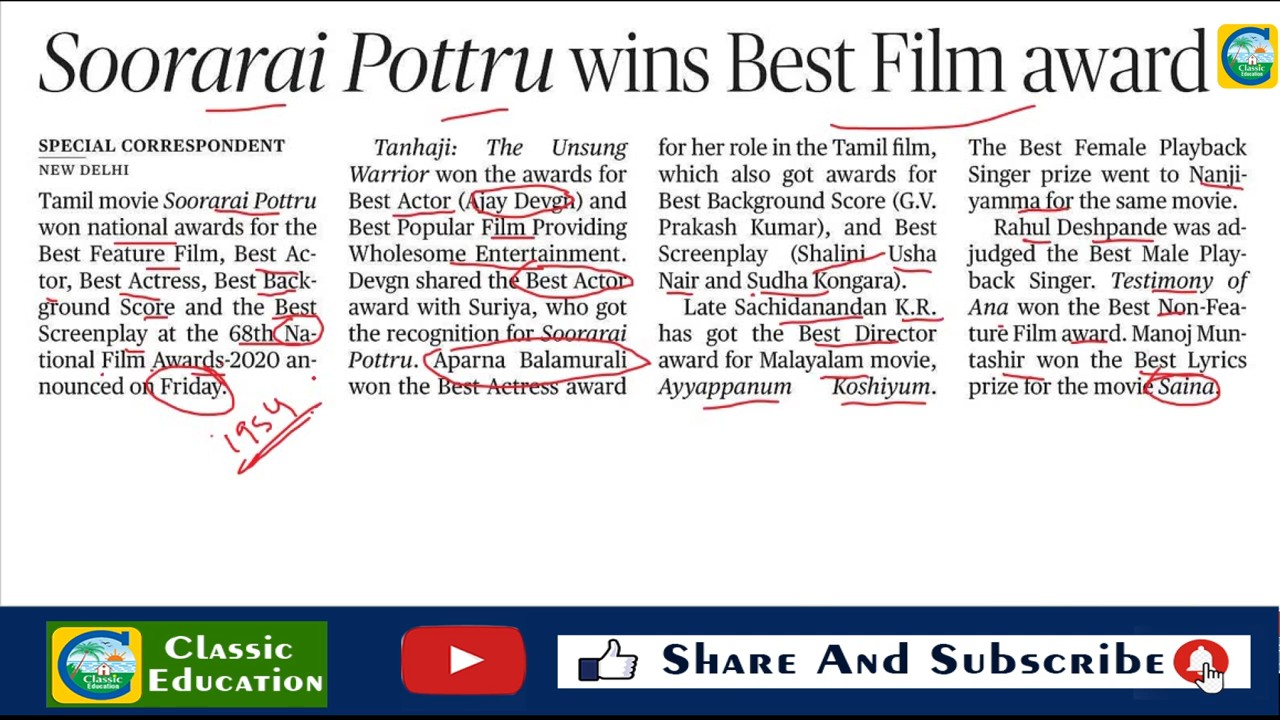 Soorarai Pottru wins Best Film award
Classic
Education
SPECIAL CORRESPONDENT
NEW DELHI
Tamil movie Soorarai Pottru
won national awards for the
Best Feature Film, Best Ac-
tor, Best Actress, Best Back-
ground Score and the Best
Screenplay at the 68th Na-
tional Film Awards-2020 an-
nounced on Friday.
1954
Tanhaji: The Unsung
Warrior won the awards for
Best Actor (Ajay Devgn) and
Best Popular Film Providing
Wholesome Entertainment.
Devgn shared the Best Actor
award with Suriya, who got
the recognition for Soorarai
Pottru. Aparna Balamurali
won the Best Actress award
for her role in the Tamil film,
which also got awards for
Best Background Score (G.V.
Prakash Kumar), and Best
Screenplay (Shalini Usha
Nair and Sudha Kongara).
Late Sachidanandan K.R.
has got the Best Director
award for Malayalam movie,
Ayyappanum Koshiyum.
The Best Female Playback
Singer prize went to Nanji-
yamma for the same movie.
Rahul Deshpande was ad-
judged the Best Male Play-
back Singer. Testimony of
Ana won the Best Non-Fea-
ture Film award. Manoj Mun-
tashir won the Best Lyrics
prize for the movie Saina.
Classic
Education
Classic
Education
Share And Subscribe